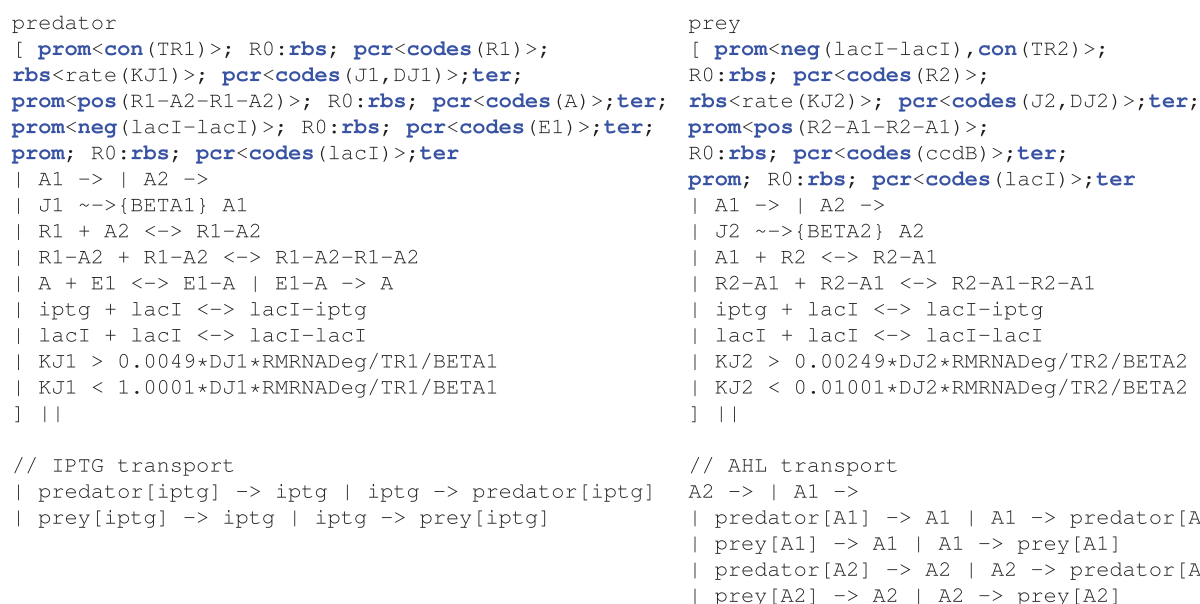 predator
[ prom<con(TR1)>; R0:rbs; pcr<codes(R1)>;
rbs<rate(KJ1)>; pcr<codes(J1,DJ1)>;ter;
prom<pos(R1-A2-R1-A2)>; R0:rbs; pcr<codes(A)>;ter;
prom<neg(lacI-lacI)>; R0:rbs; pcr<codes(E1)>;ter;
prom; R0:rbs; pcr<codes(lacI)>;ter
| A1 -> | A2 ->
| J1 ~->{BETA1} A1
| R1 + A2 <-> R1-A2
| R1-A2 + R1-A2 <-> R1-A2-R1-A2
| A + E1 <-> E1-A | E1-A -> A
| iptg + lacI <-> lacI-iptg
| lacI + lacI <-> lacI-lacI
| KJ1 > 0.0049*DJ1*RMRNADeg/TR1/BETA1
| KJ1 < 1.0001*DJ1*RMRNADeg/TR1/BETA1
] ||
// IPTG transport
| predator[iptg] -> iptg | iptg -> predator[iptg]
| prey[iptg] -> iptg | iptg -> prey[iptg]
prey
[ prom<neg(lacI-lacI),con(TR2)>;
R0:rbs; pcr<codes(R2)>;
rbs<rate(KJ2)>; pcr<codes(J2,DJ2)>;ter;
prom<pos(R2-A1-R2-A1)>;
R0:rbs; pcr<codes(ccdB)>;ter;
prom; R0:rbs; pcr<codes(lacI)>;ter
| A1 -> | A2 ->
| J2 ~->{BETA2} A2
| A1 + R2 <-> R2-A1
| R2-A1 + R2-A1 <-> R2-A1-R2-A1
| iptg + lacI <-> lacI-iptg
| lacI + lacI <-> lacI-lacI
| KJ2 > 0.00249*DJ2*RMRNADeg/TR2/BETA2
| KJ2 < 0.01001*DJ2*RMRNADeg/TR2/BETA2
] ||
// AHL transport
A2 -> | A1 ->
| predator[A1] -> A1 | A1 -> predator[A
| prey[A1] -> A1 | A1 -> prey[A1]
| predator[A2] -> A2 | A2 -> predator[A
| prey[A2] -> A2 | A2 -> prey[A2]